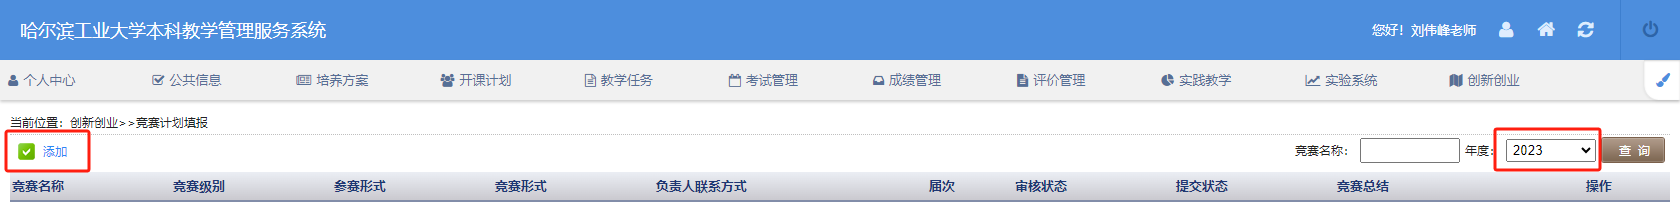 哈尔滨工业大学本科教学管理服务系统
您好！刘伟峰老师
个人中心 公共信息 培养方案 开课计划 教学任务 考试管理 成绩管理 评价管理 实践教学 实验系统 创新创业
当前位置：创新创业>>竞赛计划填报
添加 竞赛名称： 年度： 2023 查 询
竞赛名称 竞赛级别 参赛形式 竞赛形式 负责人联系方式 届次 审核状态 提交状态 竞赛总结 操作